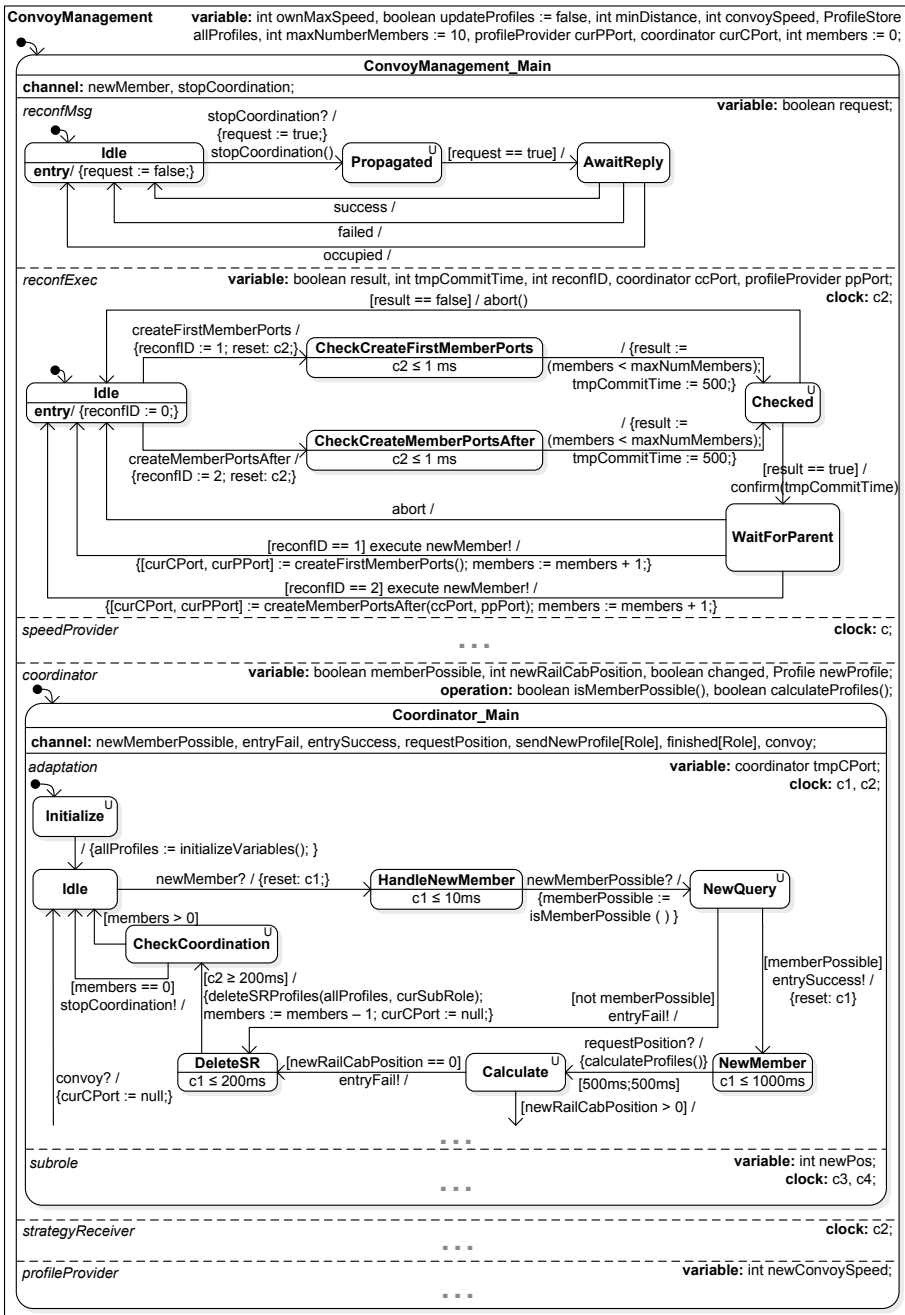 ConvoyManagement
variable: int ownMaxSpeed, boolean updateProfiles := false, int minDistance, int convoySpeed, ProfileStore
allProfiles, int maxNumberMembers := 10, profileProvider curPPort, coordinator curCPort, int members := 0;
ConvoyManagement_Main
channel: newMember, stopCoordination;
reconfMsg
variable: boolean request;
stopCoordination? /
{request := true;}
stopCoordination()
Idle
entry/ {request := false;}
U
Propagated
[request == true] /
AwaitReply
success /
failed /
occupied /
reconfExec
variable: boolean result, int tmpCommitTime, int reconfID, coordinator ccPort, profileProvider ppPort;
clock: c2;
[result == false] / abort()
createFirstMemberPorts /
{reconfID := 1; reset: c2;}
CheckCreateFirstMemberPorts
c2 ≤ 1 ms
/ {result :=
(members < maxNumMembers);
tmpCommitTime := 500;}
Idle
entry/ {reconfID := 0;}
U
Checked
createMemberPortsAfter /
{reconfID := 2; reset: c2;}
CheckCreateMemberPortsAfter
c2 ≤ 1 ms
/ {result :=
(members < maxNumMembers);
tmpCommitTime := 500;}
[result == true] /
confirm(tmpCommitTime)
abort /
WaitForParent
[reconfID == 1] execute newMember! /
{[curCPort, curPPort] := createFirstMemberPorts(); members := members + 1;}
[reconfID == 2] execute newMember! /
{[curCPort, curPPort] := createMemberPortsAfter(ccPort, ppPort); members := members + 1;}
speedProvider
clock: c;
coordinator
variable: boolean memberPossible, int newRailCabPosition, boolean changed, Profile newProfile;
operation: boolean isMemberPossible(), boolean calculateProfiles();
Coordinator_Main
channel: newMemberPossible, entryFail, entrySuccess, requestPosition, sendNewProfile[Role], finished[Role], convoy;
adaptation
variable: coordinator tmpCPort;
clock: c1, c2;
U
Initialize
/ {allProfiles := initializeVariables(); }
Idle
newMember? / {reset: c1;}
HandleNewMember
c1 ≤ 10ms
newMemberPossible? /
{memberPossible :=
isMemberPossible ( ) }
U
NewQuery
[members > 0]
U
CheckCoordination
[members == 0]
stopCoordination! /
[c2 ≥ 200ms] /
{deleteSRProfiles(allProfiles, curSubRole);
members := members – 1; curCPort := null;}
[not memberPossible]
entryFail! /
[memberPossible]
entrySuccess! /
{reset: c1}
convoy? /
{curCPort := null;}
DeleteSR
c1 ≤ 200ms
[newRailCabPosition == 0]
entryFail! /
U
Calculate
requestPosition? /
{calculateProfiles()}
[500ms;500ms]
NewMember
c1 ≤ 1000ms
[newRailCabPosition > 0] /
subrole
variable: int newPos;
clock: c3, c4;
strategyReceiver
clock: c2;
profileProvider
variable: int newConvoySpeed;